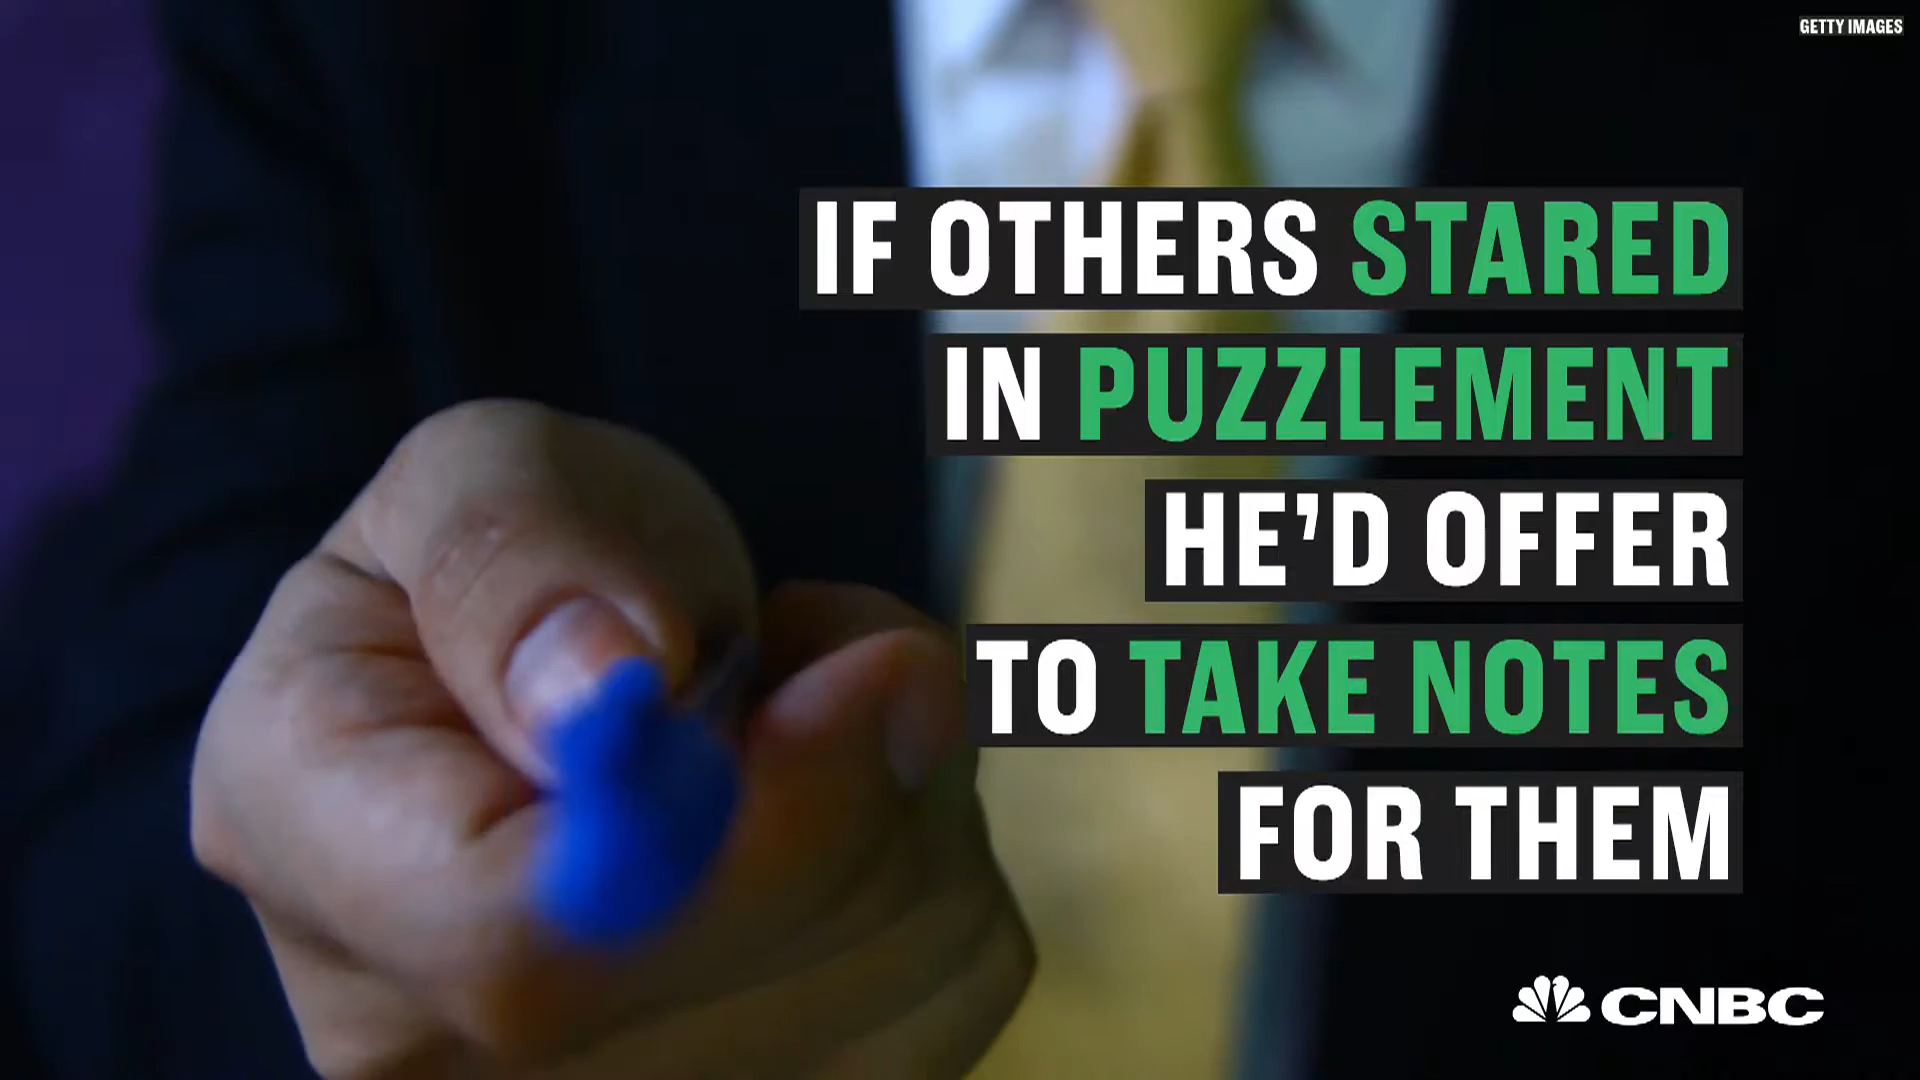 GETTY IMAGES
IF OTHERS STARED
IN PUZZLEMENT
HE’D OFFER
TO TAKE NOTES
FOR THEM
CNBC